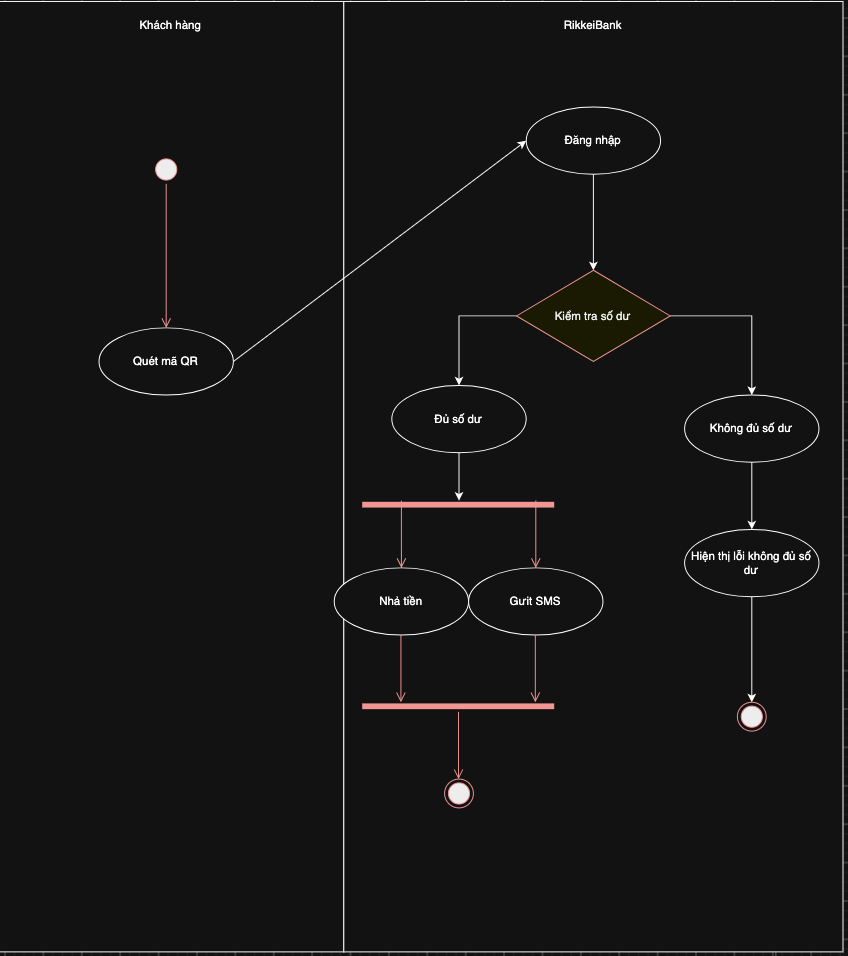 Khách hàng
RikkeiBank
Đăng nhập
Quét mã QR
Kiểm tra số dư
Đủ số dư
Không đủ số dư
Hiện thị lỗi không đủ số
dư
Nhả tiền
Gưit SMS